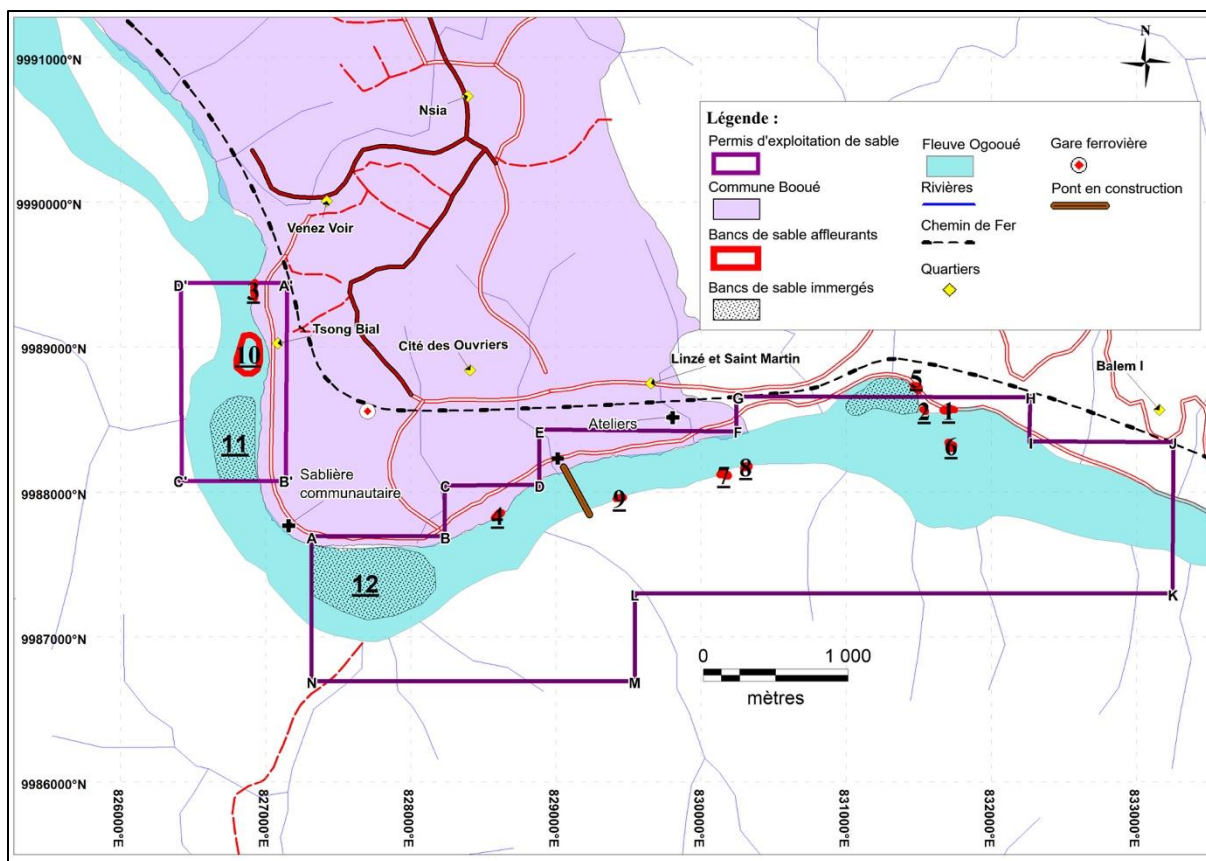 N
9991000°N
9990000°N
9989000°N
9988000°N
9987000°N
9986000°N
Légende :
Permis d'exploitation de sable
Commune Booué
Bancs de sable affleurants
Bancs de sable immergés
Fleuve Ogooué
Rivières
Chemin de Fer
Quartiers
Gare ferrovière
Pont en construction
Nsia
Venez Voir
D'
3
A'
Tsong Bial
10
Cité des Ouvriers
Linzé et Saint Martin
Balem I
5
G
H
2
1
Ateliers
E
F
I
J
6
11
C'
B'
Sablière
communautaire
C
D
7
8
9
4
A
B
12
L
K
N
M
0
1 000
mètres
826000°E
827000°E
828000°E
829000°E
830000°E
831000°E
832000°E
833000°E